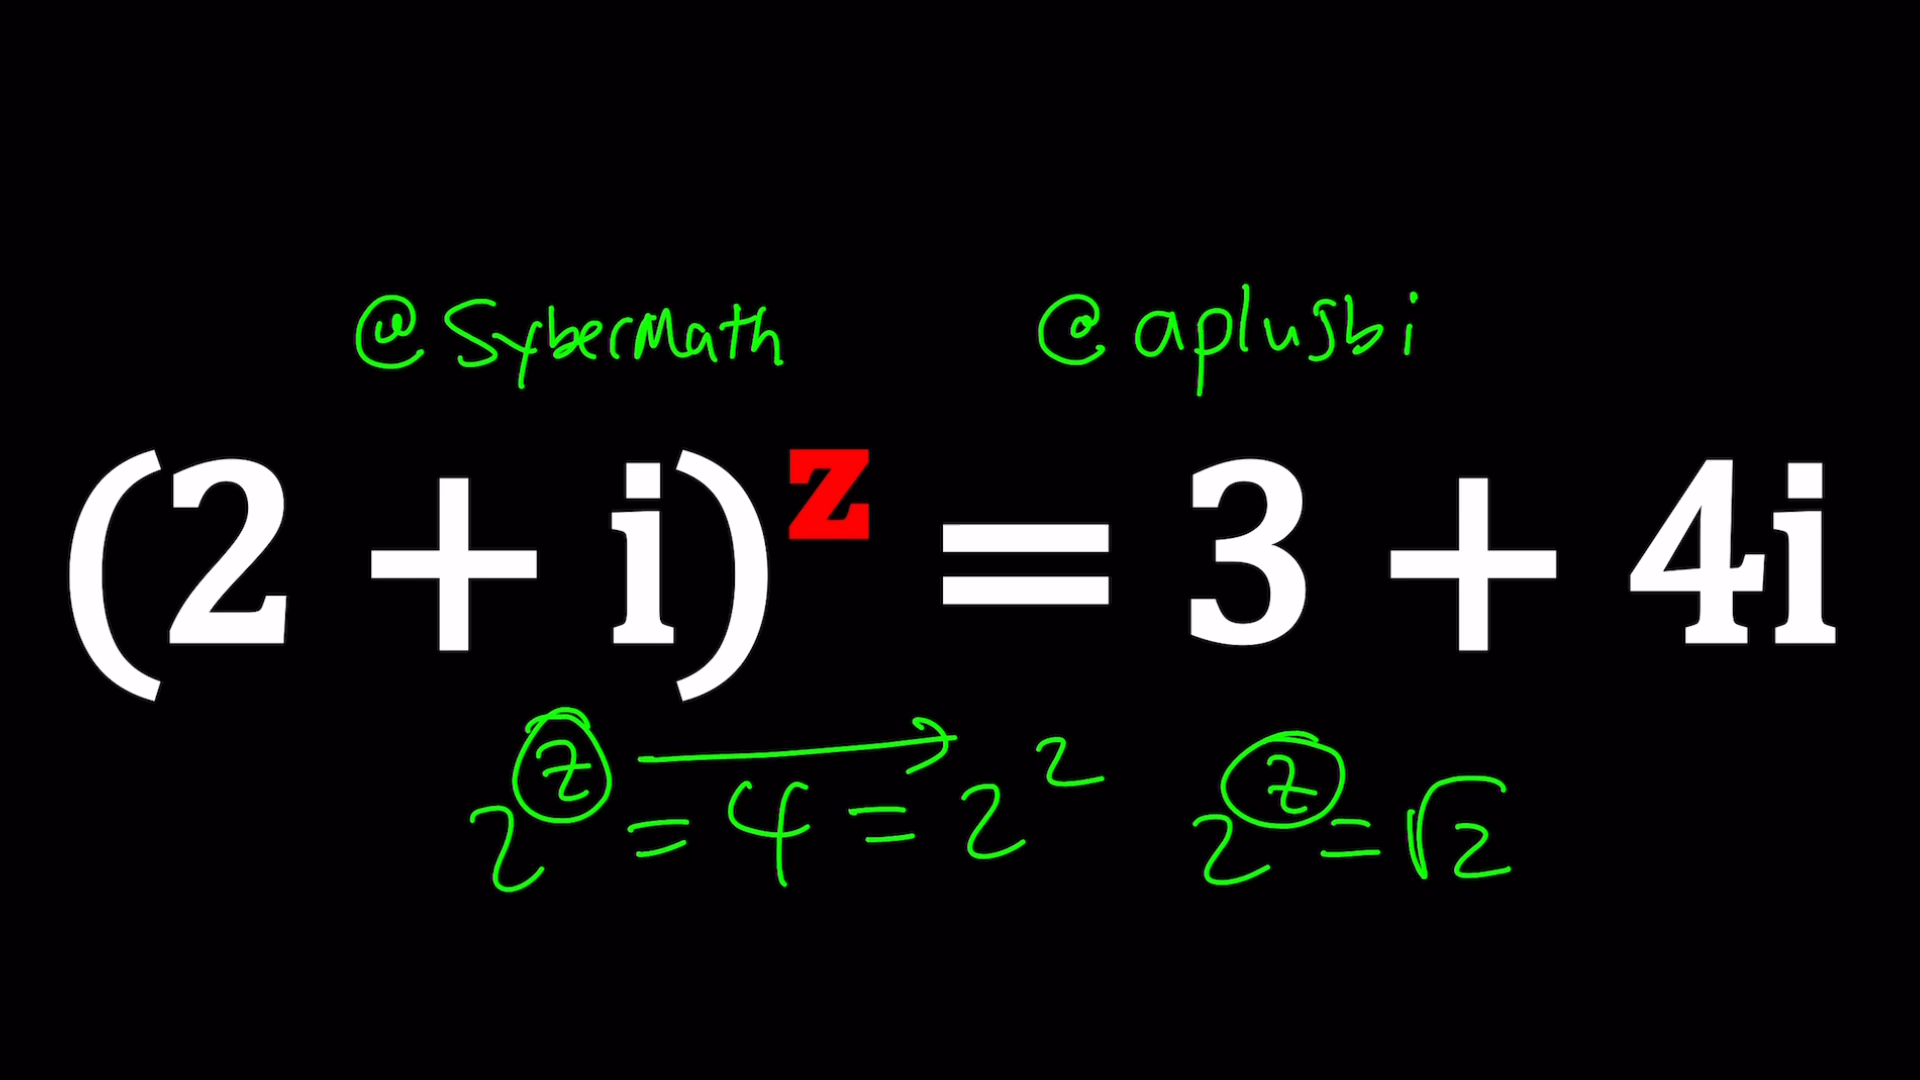 @SyberMath @aplusbi
(2 + i)^z = 3 + 4i
2^z = 4 = 2^2 2^z = √2